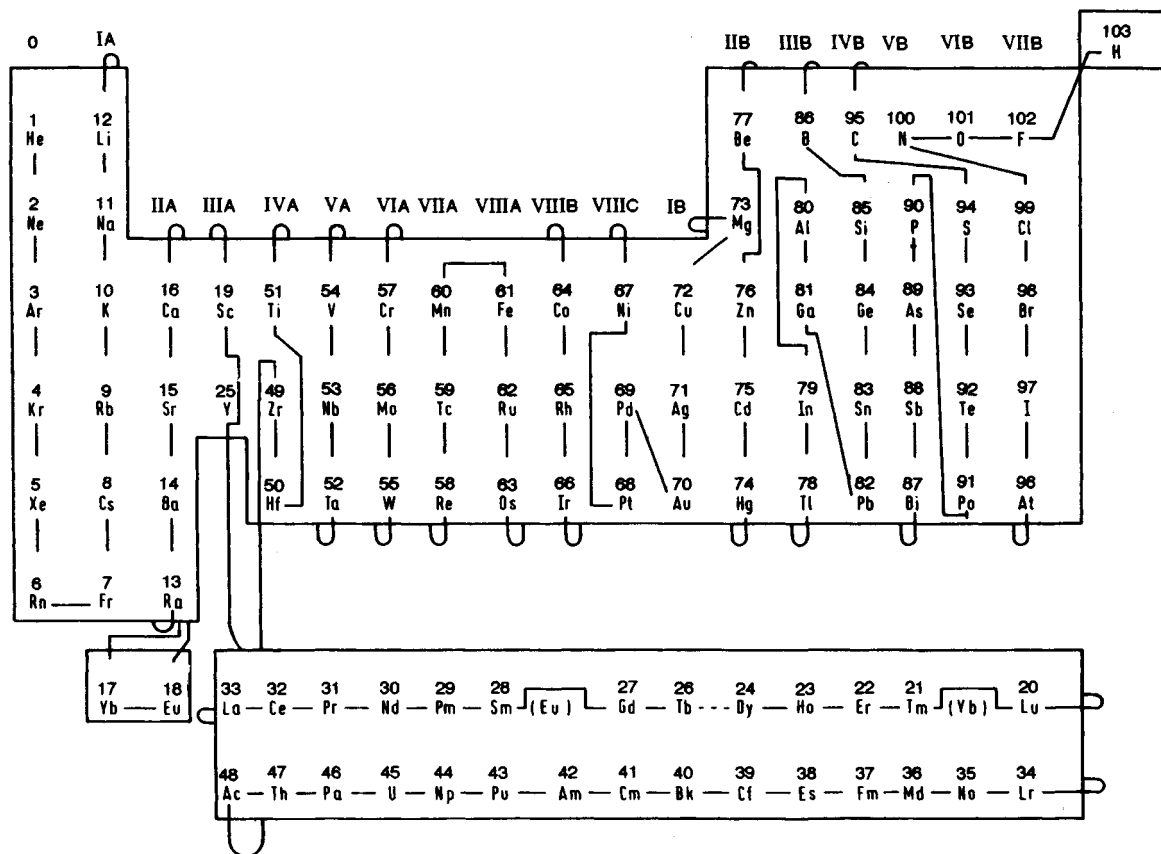 103
H
0 IA IIB IIIB IVB VB VIB VIIB
1 12 77 86 95 100 101 102
He Li Be B C N O F
IIA IIIA IVA VA VIA VIIA VIIIA VIIIB VIIIC IB
2 11 73 80 85 90 94 99
Ne Na Mg Al Si P S Cl
3 10 16 19 51 54 57 60 61 64 67 72 76 81 84 89 93 98
Ar K Ca Sc Ti V Cr Mn Fe Co Ni Cu Zn Ga Ge As Se Br
4 9 15 25 49 53 56 59 62 65 69 71 75 79 83 88 92 97
Kr Rb Sr Y Zr Nb Mo Tc Ru Rh Pd Ag Cd In Sn Sb Te I
5 8 14 50 52 55 58 63 66 68 70 74 78 82 87 91 96
Xe Cs Ba Hf Ta W Re Os Ir Pt Au Hg Tl Pb Bi Po At
6 7 13
Rn Fr Ra
17 18 33 32 31 30 29 28 27 26 24 23 22 21 20
Yb Eu La Ce Pr Nd Pm Sm (Eu) Gd Tb Dy Ho Er Tm (Yb) Lu
48 47 46 45 44 43 42 41 40 39 38 37 36 35 34
Ac Th Pa U Np Pu Am Cm Bk Cf Es Fm Md No Lr